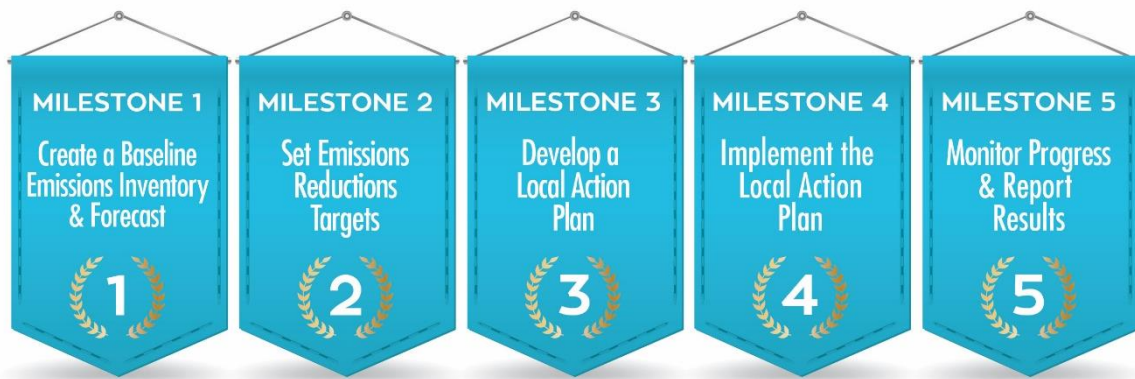 MILESTONE 1
Create a Baseline
Emissions Inventory
& Forecast
1
MILESTONE 2
Set Emissions
Reductions
Targets
2
MILESTONE 3
Develop a
Local Action
Plan
3
MILESTONE 4
Implement the
Local Action
Plan
4
MILESTONE 5
Monitor Progress
& Report
Results
5